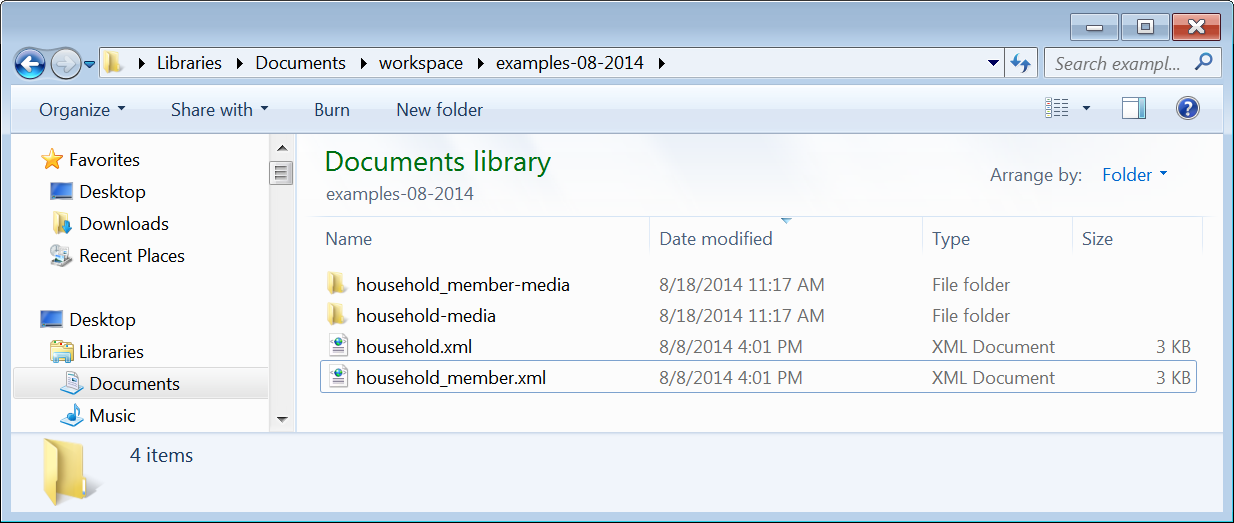 Libraries Documents workspace examples-08-2014 Search exampl...
Organize Share with Burn New folder
Favorites
Desktop
Downloads
Recent Places
Desktop
Libraries
Documents
Music
Documents library
examples-08-2014
Arrange by: Folder
Name Date modified Type Size
household_member-media 8/18/2014 11:17 AM File folder
household-media 8/18/2014 11:17 AM File folder
household.xml 8/8/2014 4:01 PM XML Document 3 KB
household_member.xml 8/8/2014 4:01 PM XML Document 3 KB
4 items